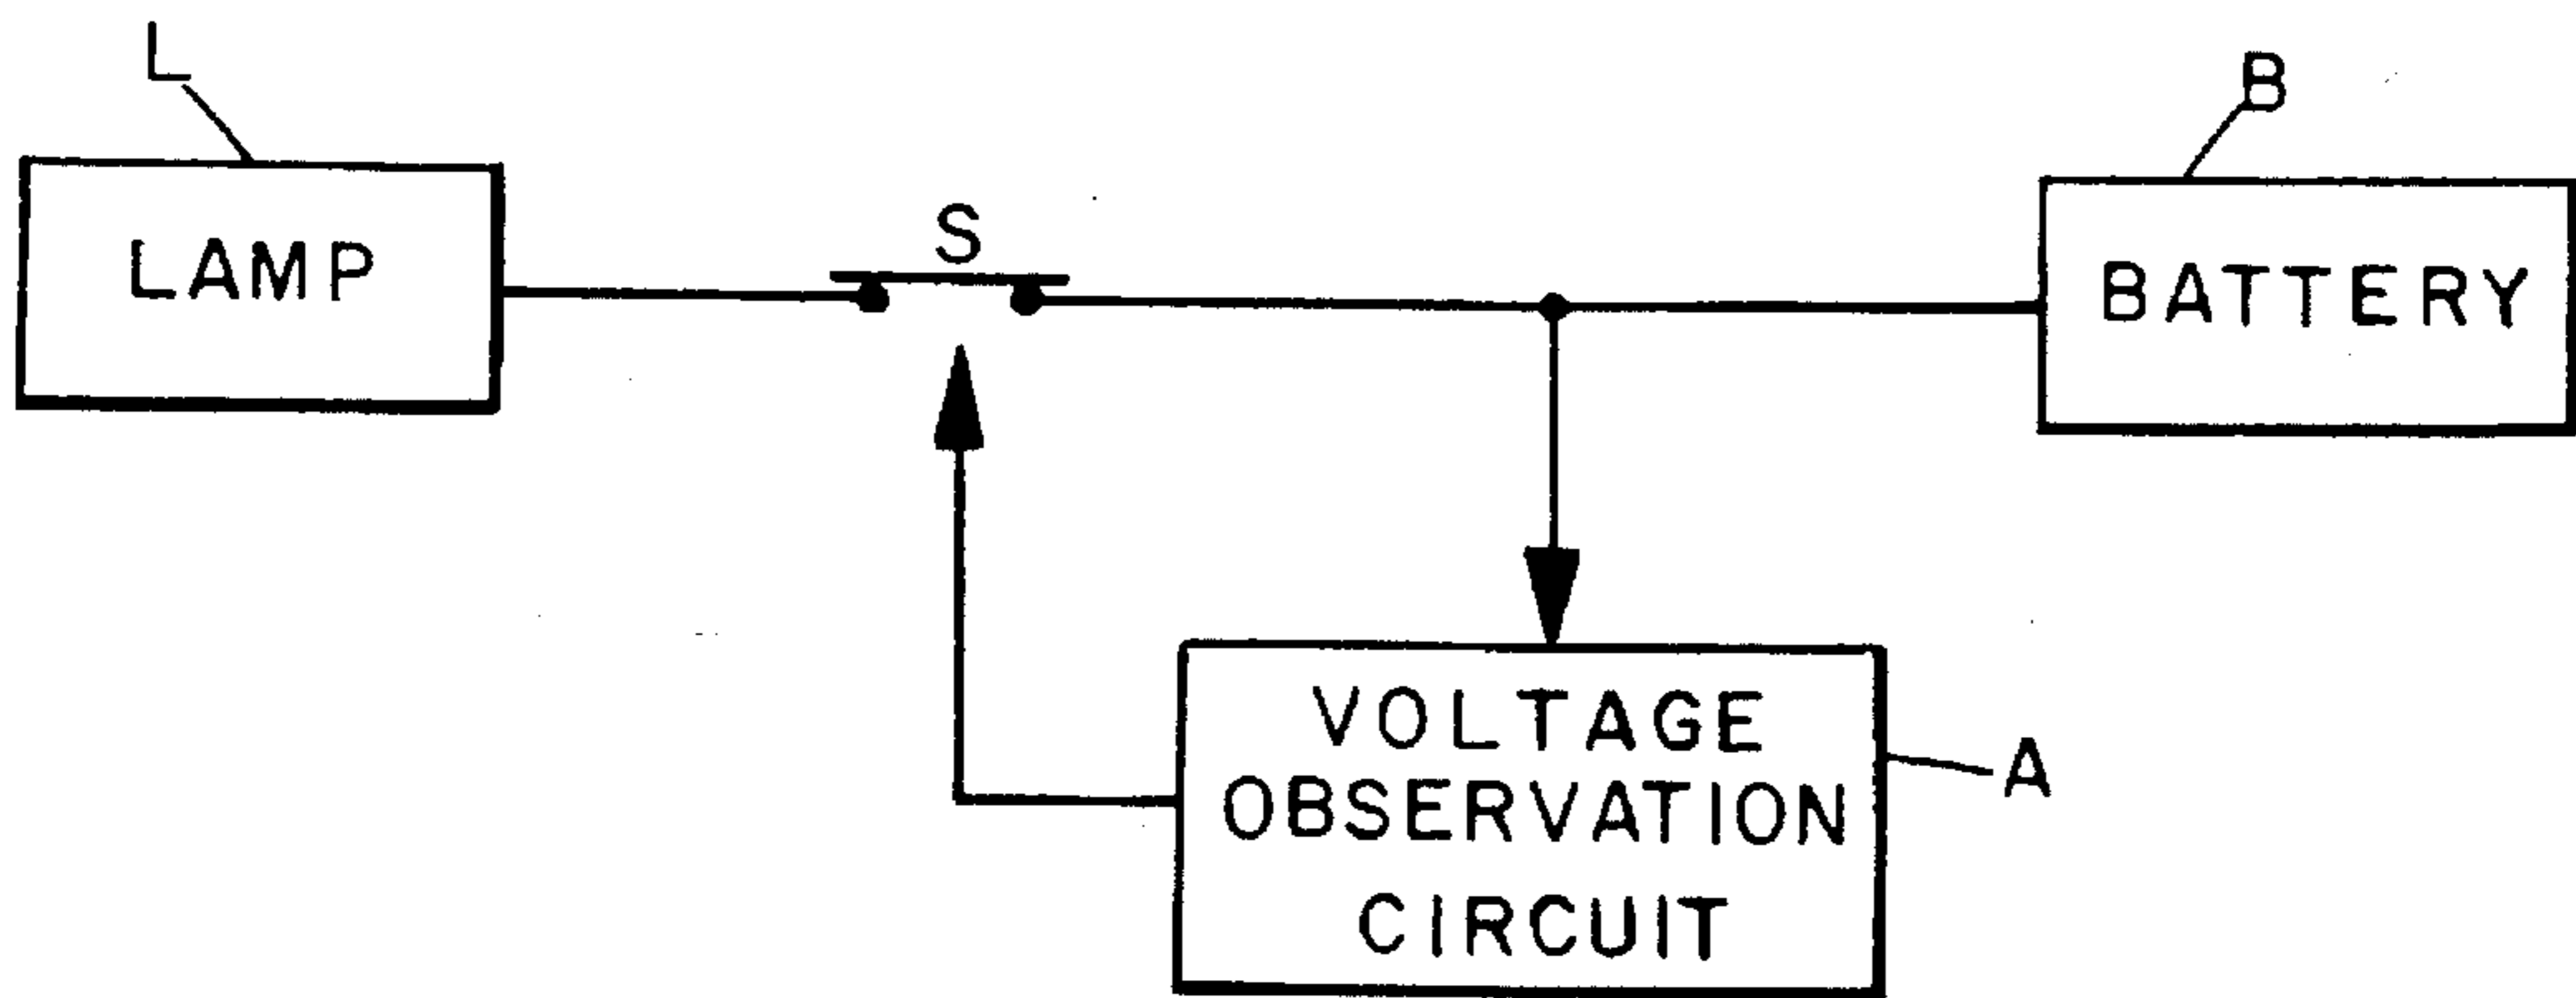 L
B
LAMP
S
BATTERY
VOLTAGE
OBSERVATION
CIRCUIT
A